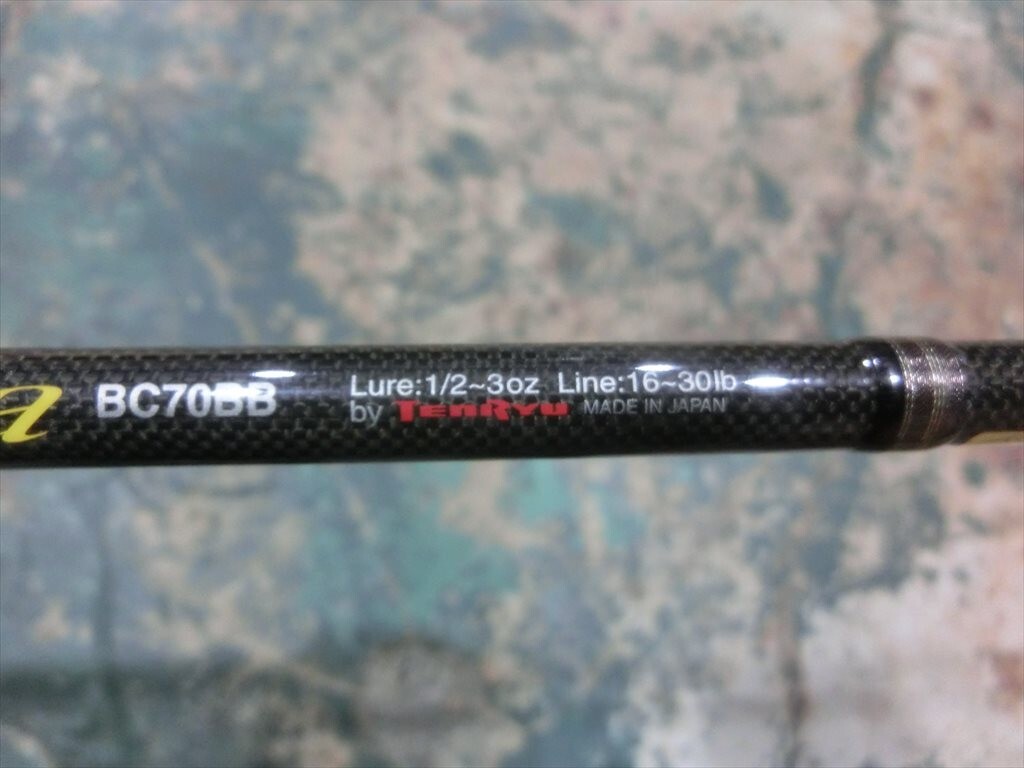 a BC70BB Lure:1/2~3oz Line:16~30lb
by TENRYU MADE IN JAPAN